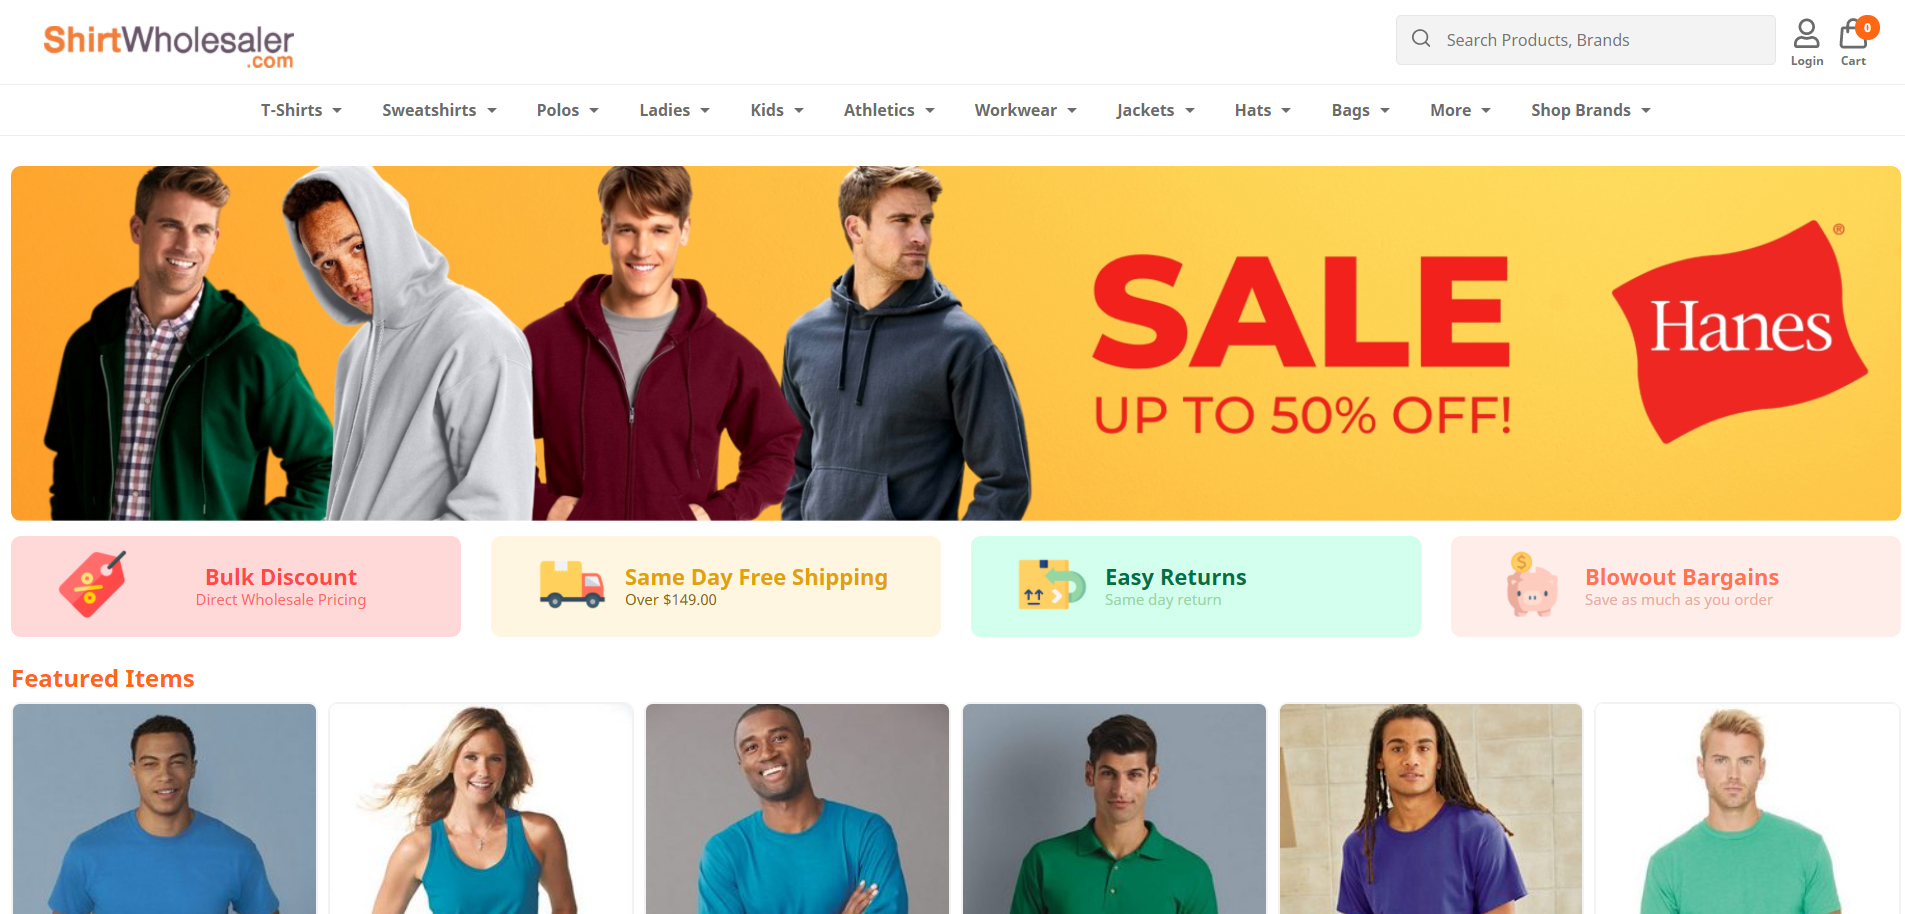 ShirtWholesaler
.com
Search Products, Brands
0
Login
Cart
T-Shirts
Sweatshirts
Polos
Ladies
Kids
Athletics
Workwear
Jackets
Hats
Bags
More
Shop Brands
SALE
UP TO 50% OFF!
Hanes®
Bulk Discount
Direct Wholesale Pricing
Same Day Free Shipping
Over $149.00
Easy Returns
Same day return
Blowout Bargains
Save as much as you order
Featured Items